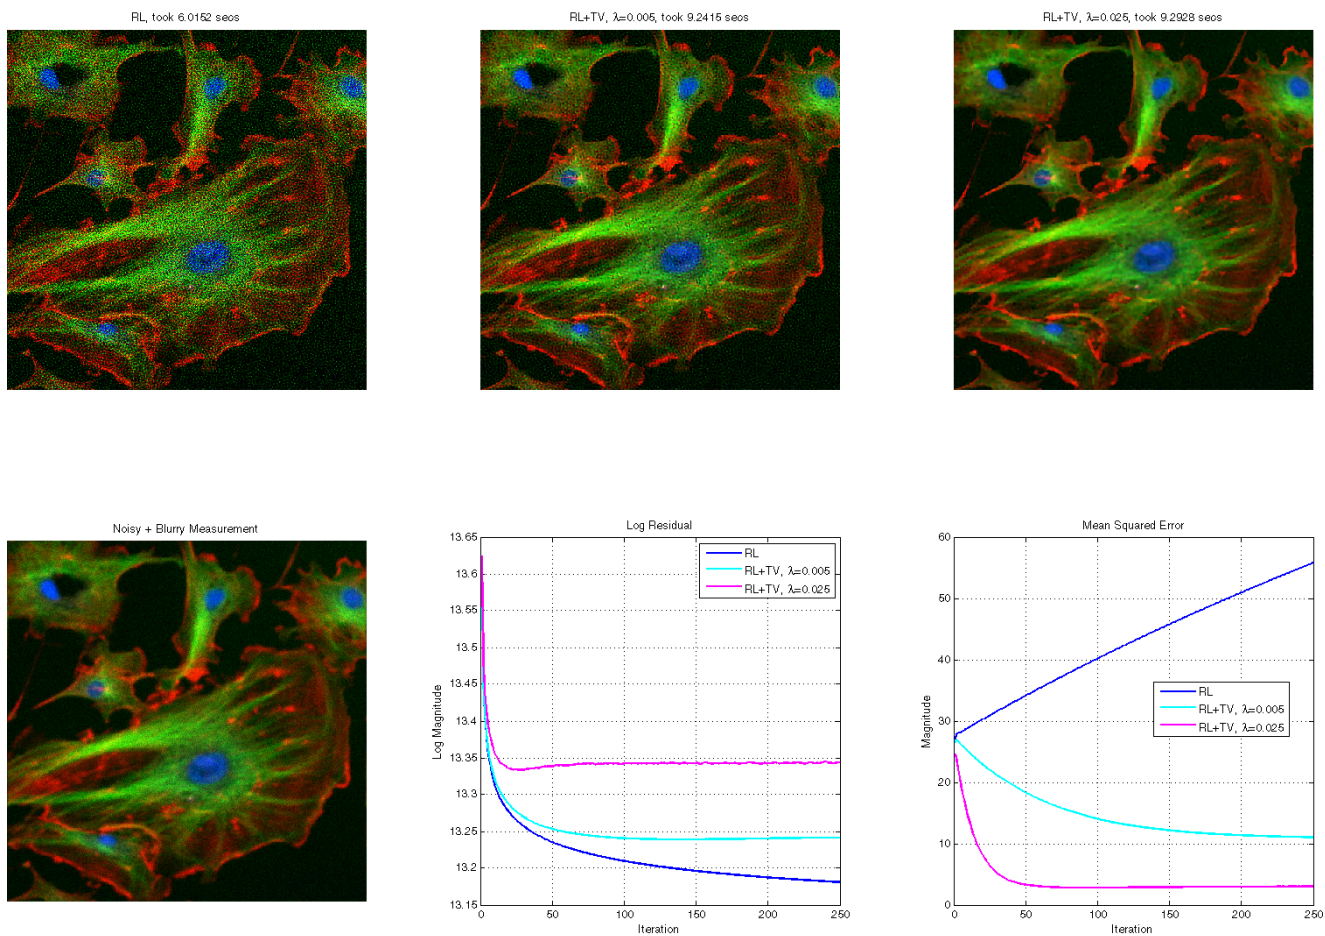 RL, took 6.0152 secs
RL+TV, λ=0.005, took 9.2415 secs
RL+TV, λ=0.025, took 9.2928 secs
Noisy + Blurry Measurement
Log Residual
Log Magnitude
13.65
13.6
13.55
13.5
13.45
13.4
13.35
13.3
13.25
13.2
13.15
RL
RL+TV, λ=0.005
RL+TV, λ=0.025
0 50 100 150 200 250
Iteration
Mean Squared Error
Magnitude
60
50
40
30
20
10
0
RL
RL+TV, λ=0.005
RL+TV, λ=0.025
0 50 100 150 200 250
Iteration